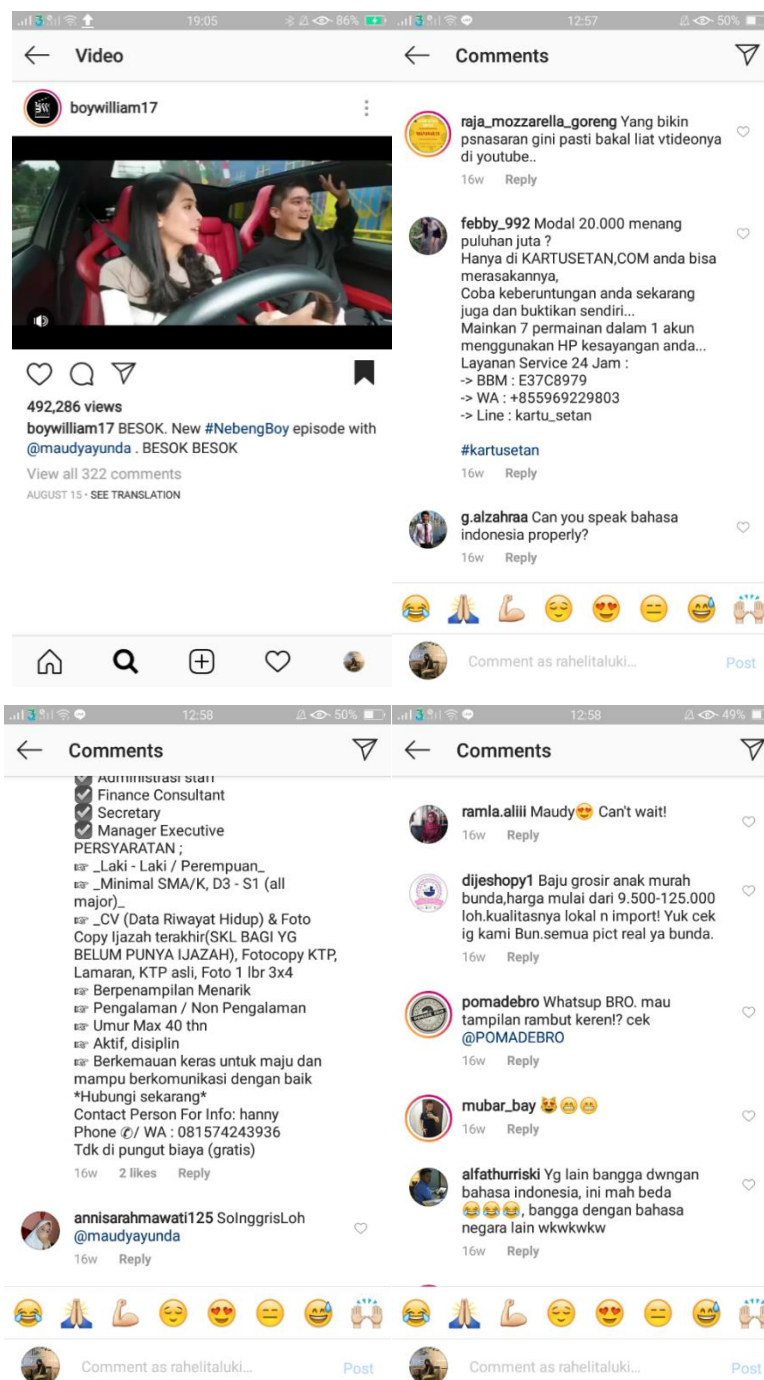 19:05
86%
Video
boywilliam17
492,286 views
boywilliam17 BESOK. New #NebengBoy episode with
@maudyayunda . BESOK BESOK
View all 322 comments
AUGUST 15 · SEE TRANSLATION
12:57
50%
Comments
raja_mozzarella_goreng Yang bikin
psnasaran gini pasti bakal liat vtideonya
di youtube..
16w Reply
febby_992 Modal 20.000 menang
puluhan juta ?
Hanya di KARTUSETAN,COM anda bisa
merasakannya,
Coba keberuntungan anda sekarang
juga dan buktikan sendiri...
Mainkan 7 permainan dalam 1 akun
menggunakan HP kesayangan anda...
Layanan Service 24 Jam :
-> BBM : E37C8979
-> WA : +855969229803
-> Line : kartu_setan
#kartusetan
16w Reply
g.alzahraa Can you speak bahasa
indonesia properly?
16w Reply
😂 🙏 💪 😌 😍 😑 😅 🙌
Comment as rahelitaluki... Post
12:58
50%
Comments
✔ Administrasi staff
✔ Finance Consultant
✔ Secretary
✔ Manager Executive
PERSYARATAN ;
☞ _Laki - Laki / Perempuan_
☞ _Minimal SMA/K, D3 - S1 (all
major)_
☞ _CV (Data Riwayat Hidup) & Foto
Copy Ijazah terakhir(SKL BAGI YG
BELUM PUNYA IJAZAH), Fotocopy KTP,
Lamaran, KTP asli, Foto 1 lbr 3x4
☞ Berpenampilan Menarik
☞ Pengalaman / Non Pengalaman
☞ Umur Max 40 thn
☞ Aktif, disiplin
☞ Berkemauan keras untuk maju dan
mampu berkomunikasi dengan baik
*Hubungi sekarang*
Contact Person For Info: hanny
Phone ✆/ WA : 081574243936
Tdk di pungut biaya (gratis)
16w 2 likes Reply
annisarahmawati125 SoInggrisLoh
@maudyayunda
16w Reply
😂 🙏 💪 😌 😍 😑 😅 🙌
Comment as rahelitaluki... Post
12:58
49%
Comments
ramla.aliii Maudy😍 Can't wait!
16w Reply
dijeshopy1 Baju grosir anak murah
bunda,harga mulai dari 9.500-125.000
loh.kualitasnya lokal n import! Yuk cek
ig kami Bun.semua pict real ya bunda.
16w Reply
pomadebro Whatsup BRO. mau
tampilan rambut keren!? cek
@POMADEBRO
16w Reply
mubar_bay 😻😁😁
16w Reply
alfathurriski Yg lain bangga dwngan
bahasa indonesia, ini mah beda
😂😂😂, bangga dengan bahasa
negara lain wkwkwkw
16w Reply
😂 🙏 💪 😌 😍 😑 😅 🙌
Comment as rahelitaluki... Post